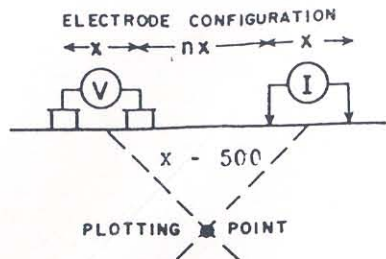 ELECTRODE CONFIGURATION
x nx x
V I
x - 500
PLOTTING POINT